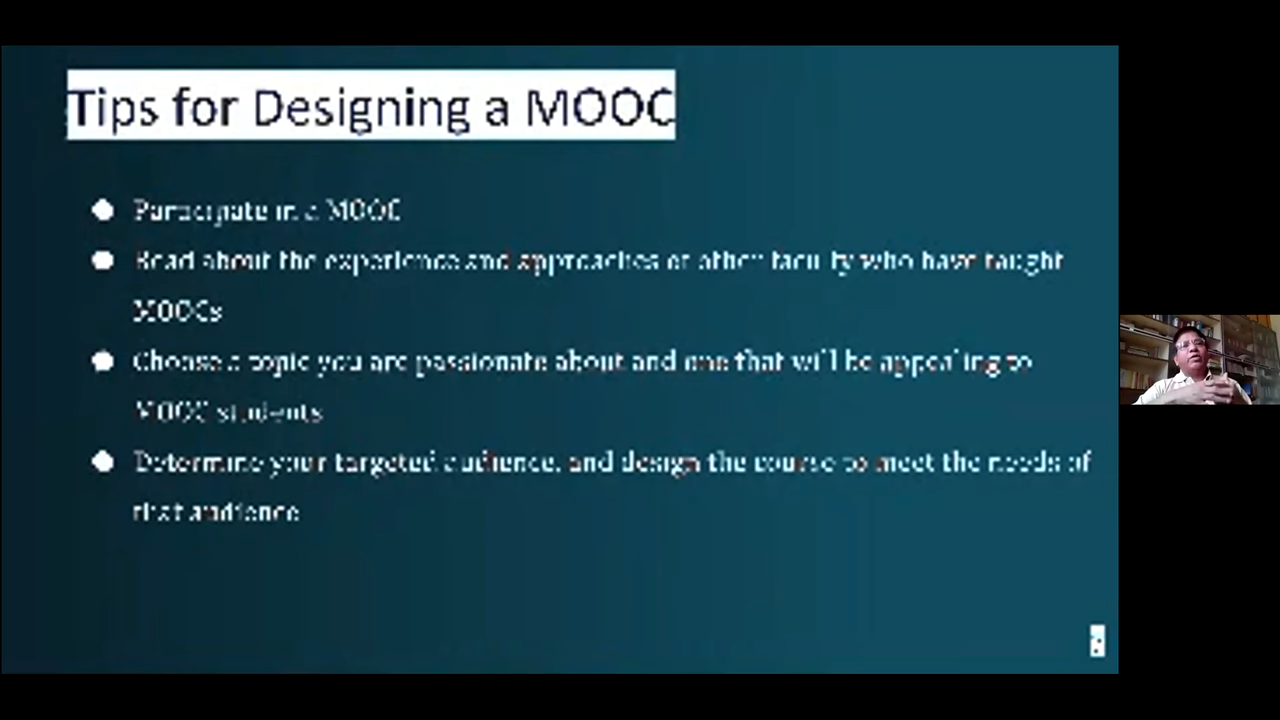 Tips for Designing a MOOC
Participate in a MOOC
Read about the experience and approaches of other faculty who have taught
MOOCs
Choose a topic you are passionate about and one that will be appealing to
MOOC students
Determine your targeted audience, and design the course to meet the needs of
that audience